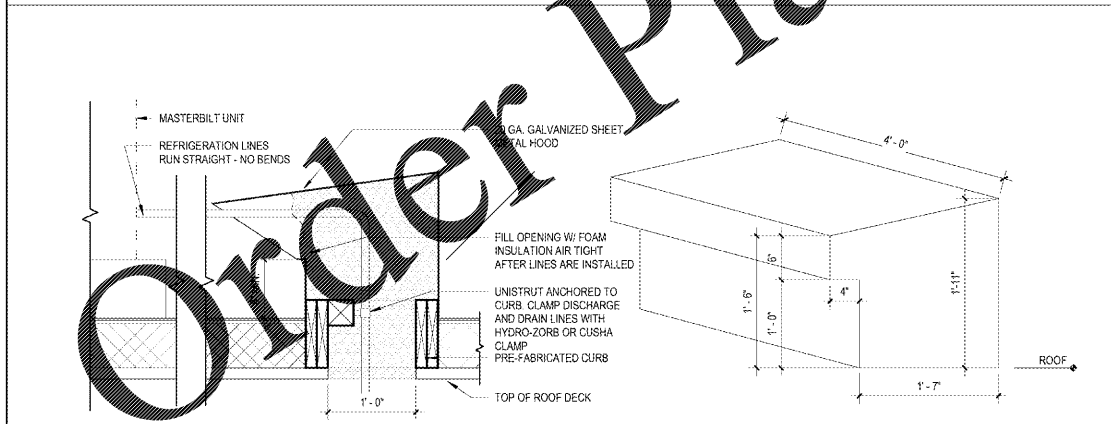 Order Pla
MASTERBILT UNIT
REFRIGERATION LINES
RUN STRAIGHT - NO BENDS
GA. GALVANIZED SHEET
METAL HOOD
FILL OPENING W/ FOAM
INSULATION AIR TIGHT
AFTER LINES ARE INSTALLED
UNISTRUT ANCHORED TO
CURB. CLAMP DISCHARGE
AND DRAIN LINES WITH
HYDRO-ZORB OR CUSHA
CLAMP
PRE-FABRICATED CURB
TOP OF ROOF DECK
1' - 0"
4' - 0"
6"
4"
1' - 6"
1' - 0"
1'-11"
ROOF
1' - 7"